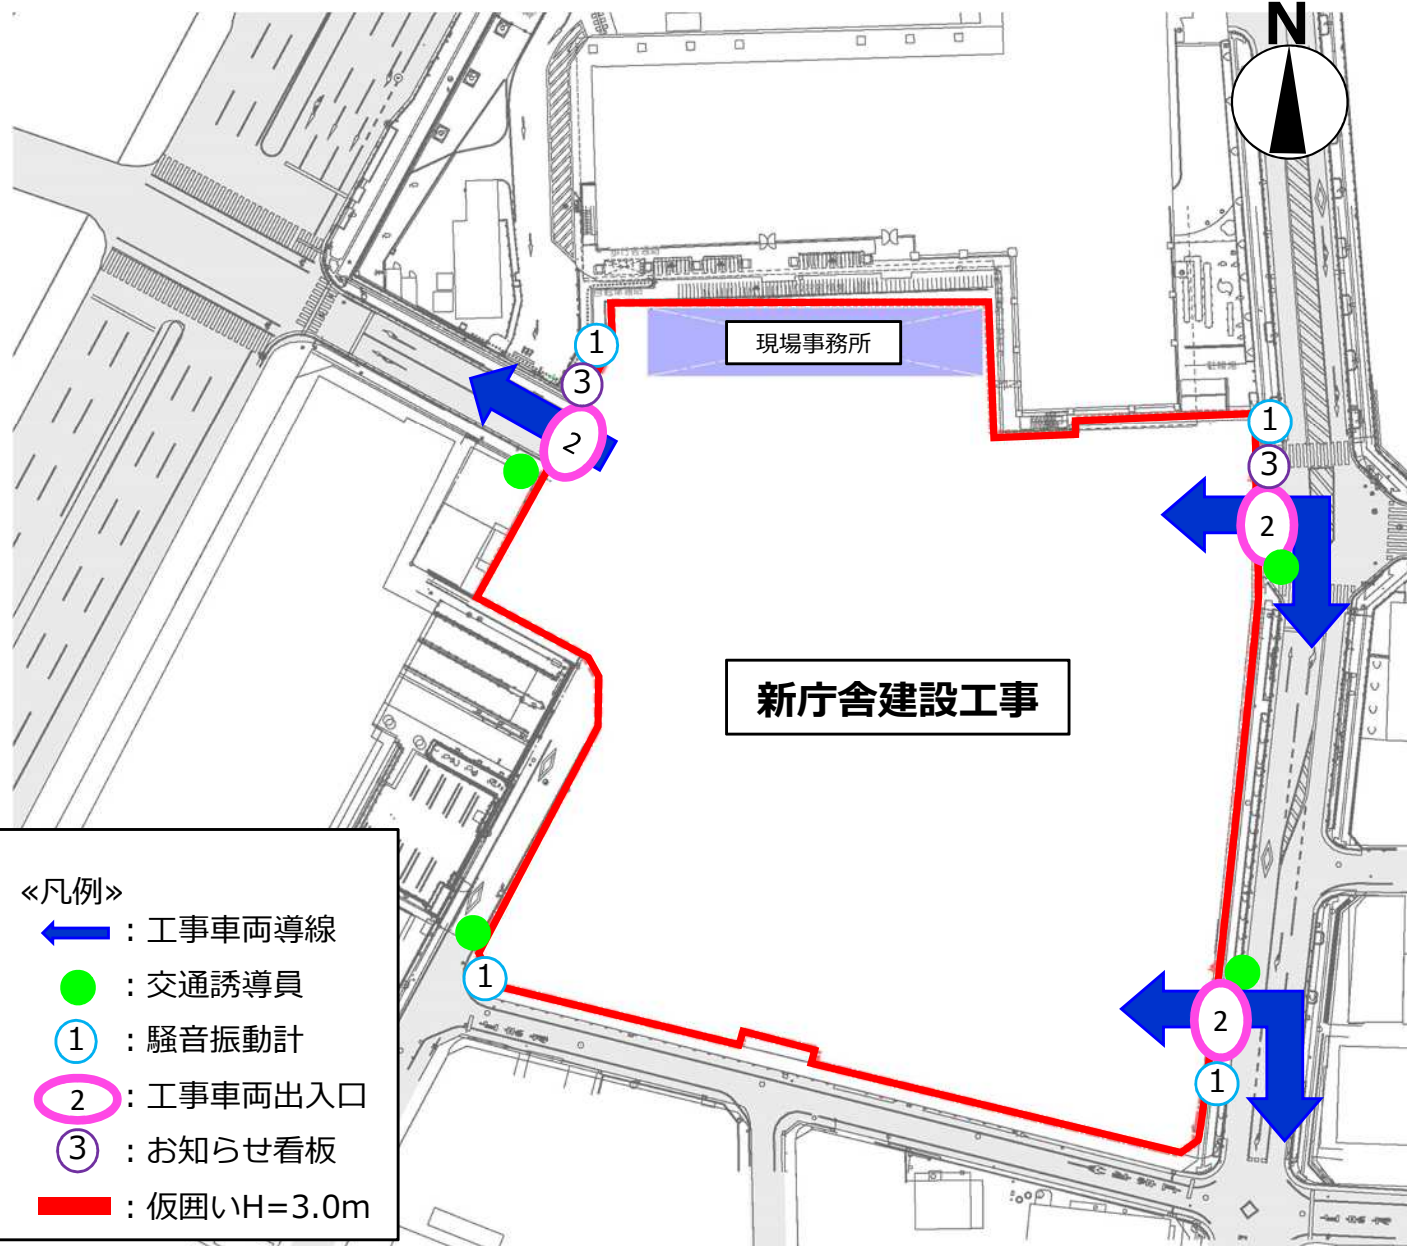 N
現場事務所
1
3
2
1
3
2
新庁舎建設工事
1
2
1
«凡例»
：工事車両導線
：交通誘導員
1 ：騒音振動計
2 ：工事車両出入口
3 ：お知らせ看板
：仮囲いH=3.0m